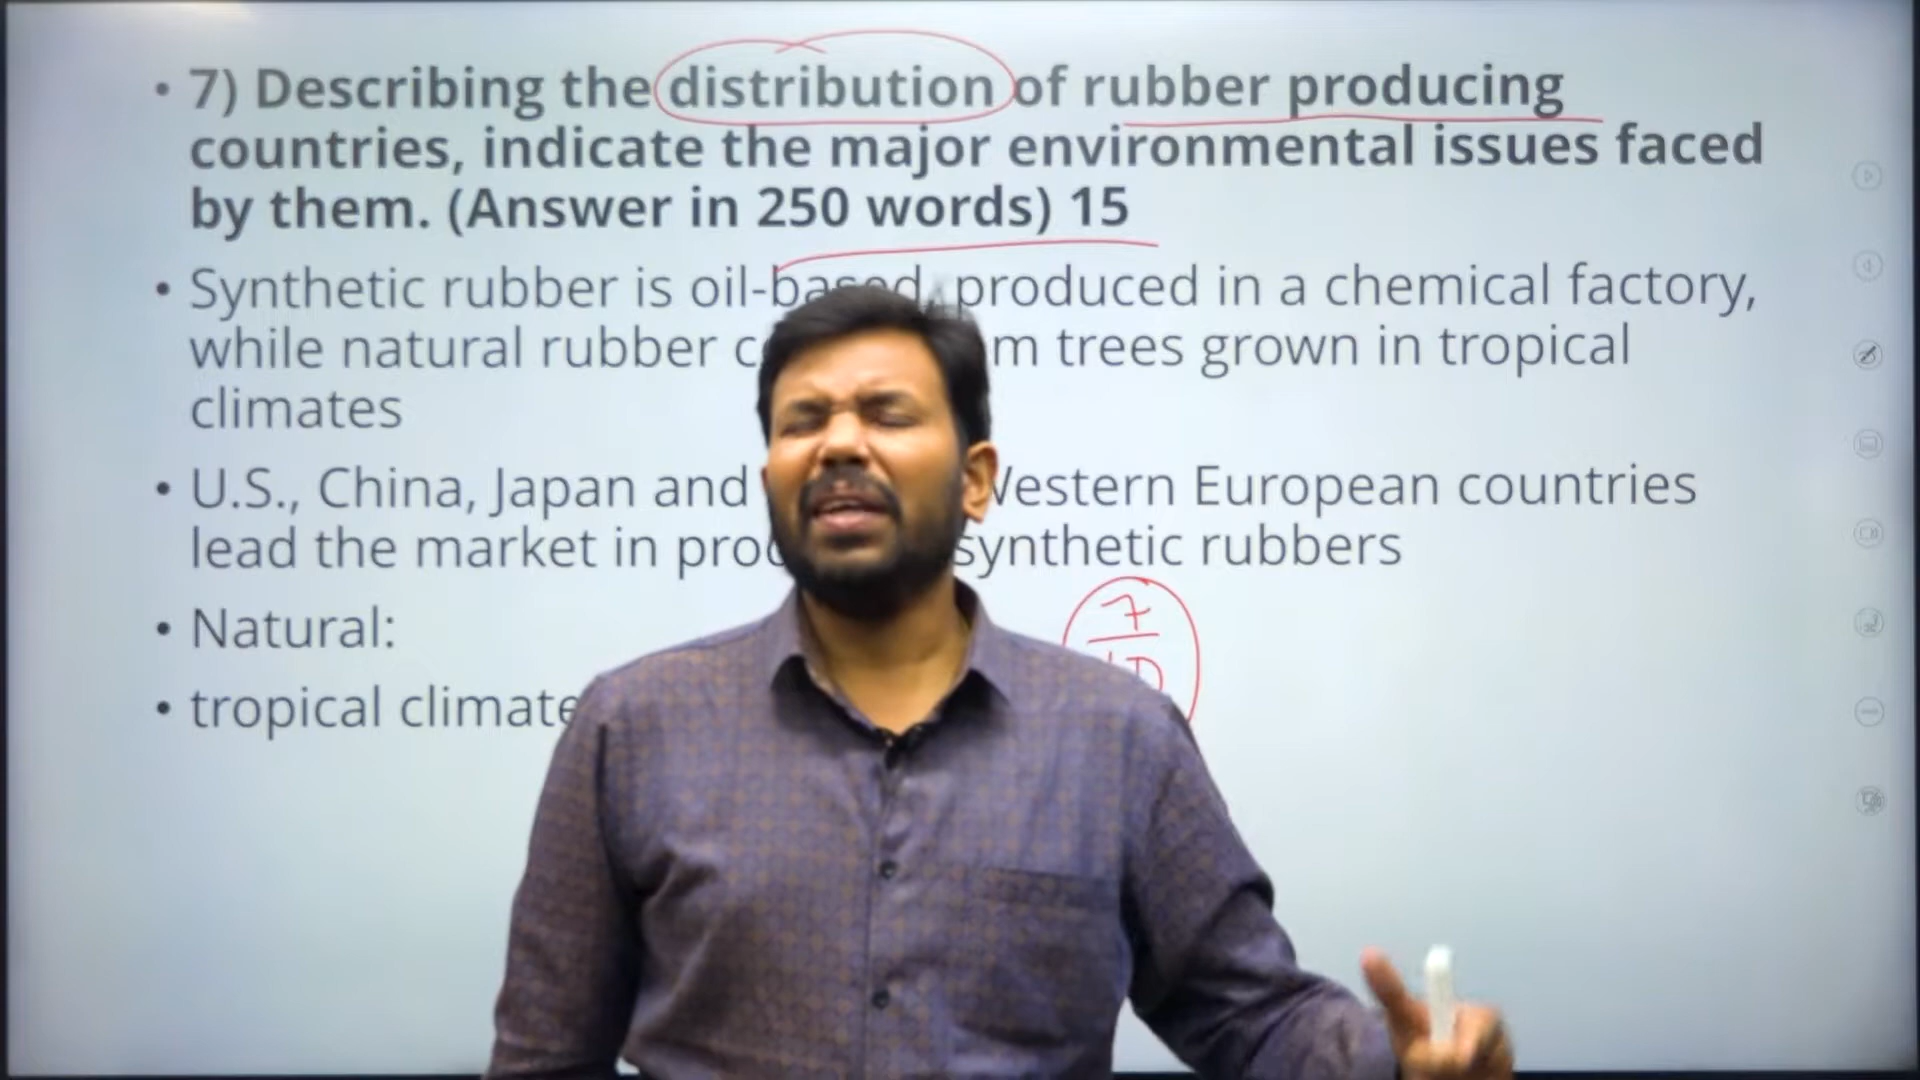 • 7) Describing the distribution of rubber producing
countries, indicate the major environmental issues faced
by them. (Answer in 250 words) 15
• Synthetic rubber is oil-based, produced in a chemical factory,
while natural rubber trees grown in tropical
climates
• U.S., China, Japan and Western European countries
lead the market in synthetic rubbers
• Natural:
7
10
• tropical climate